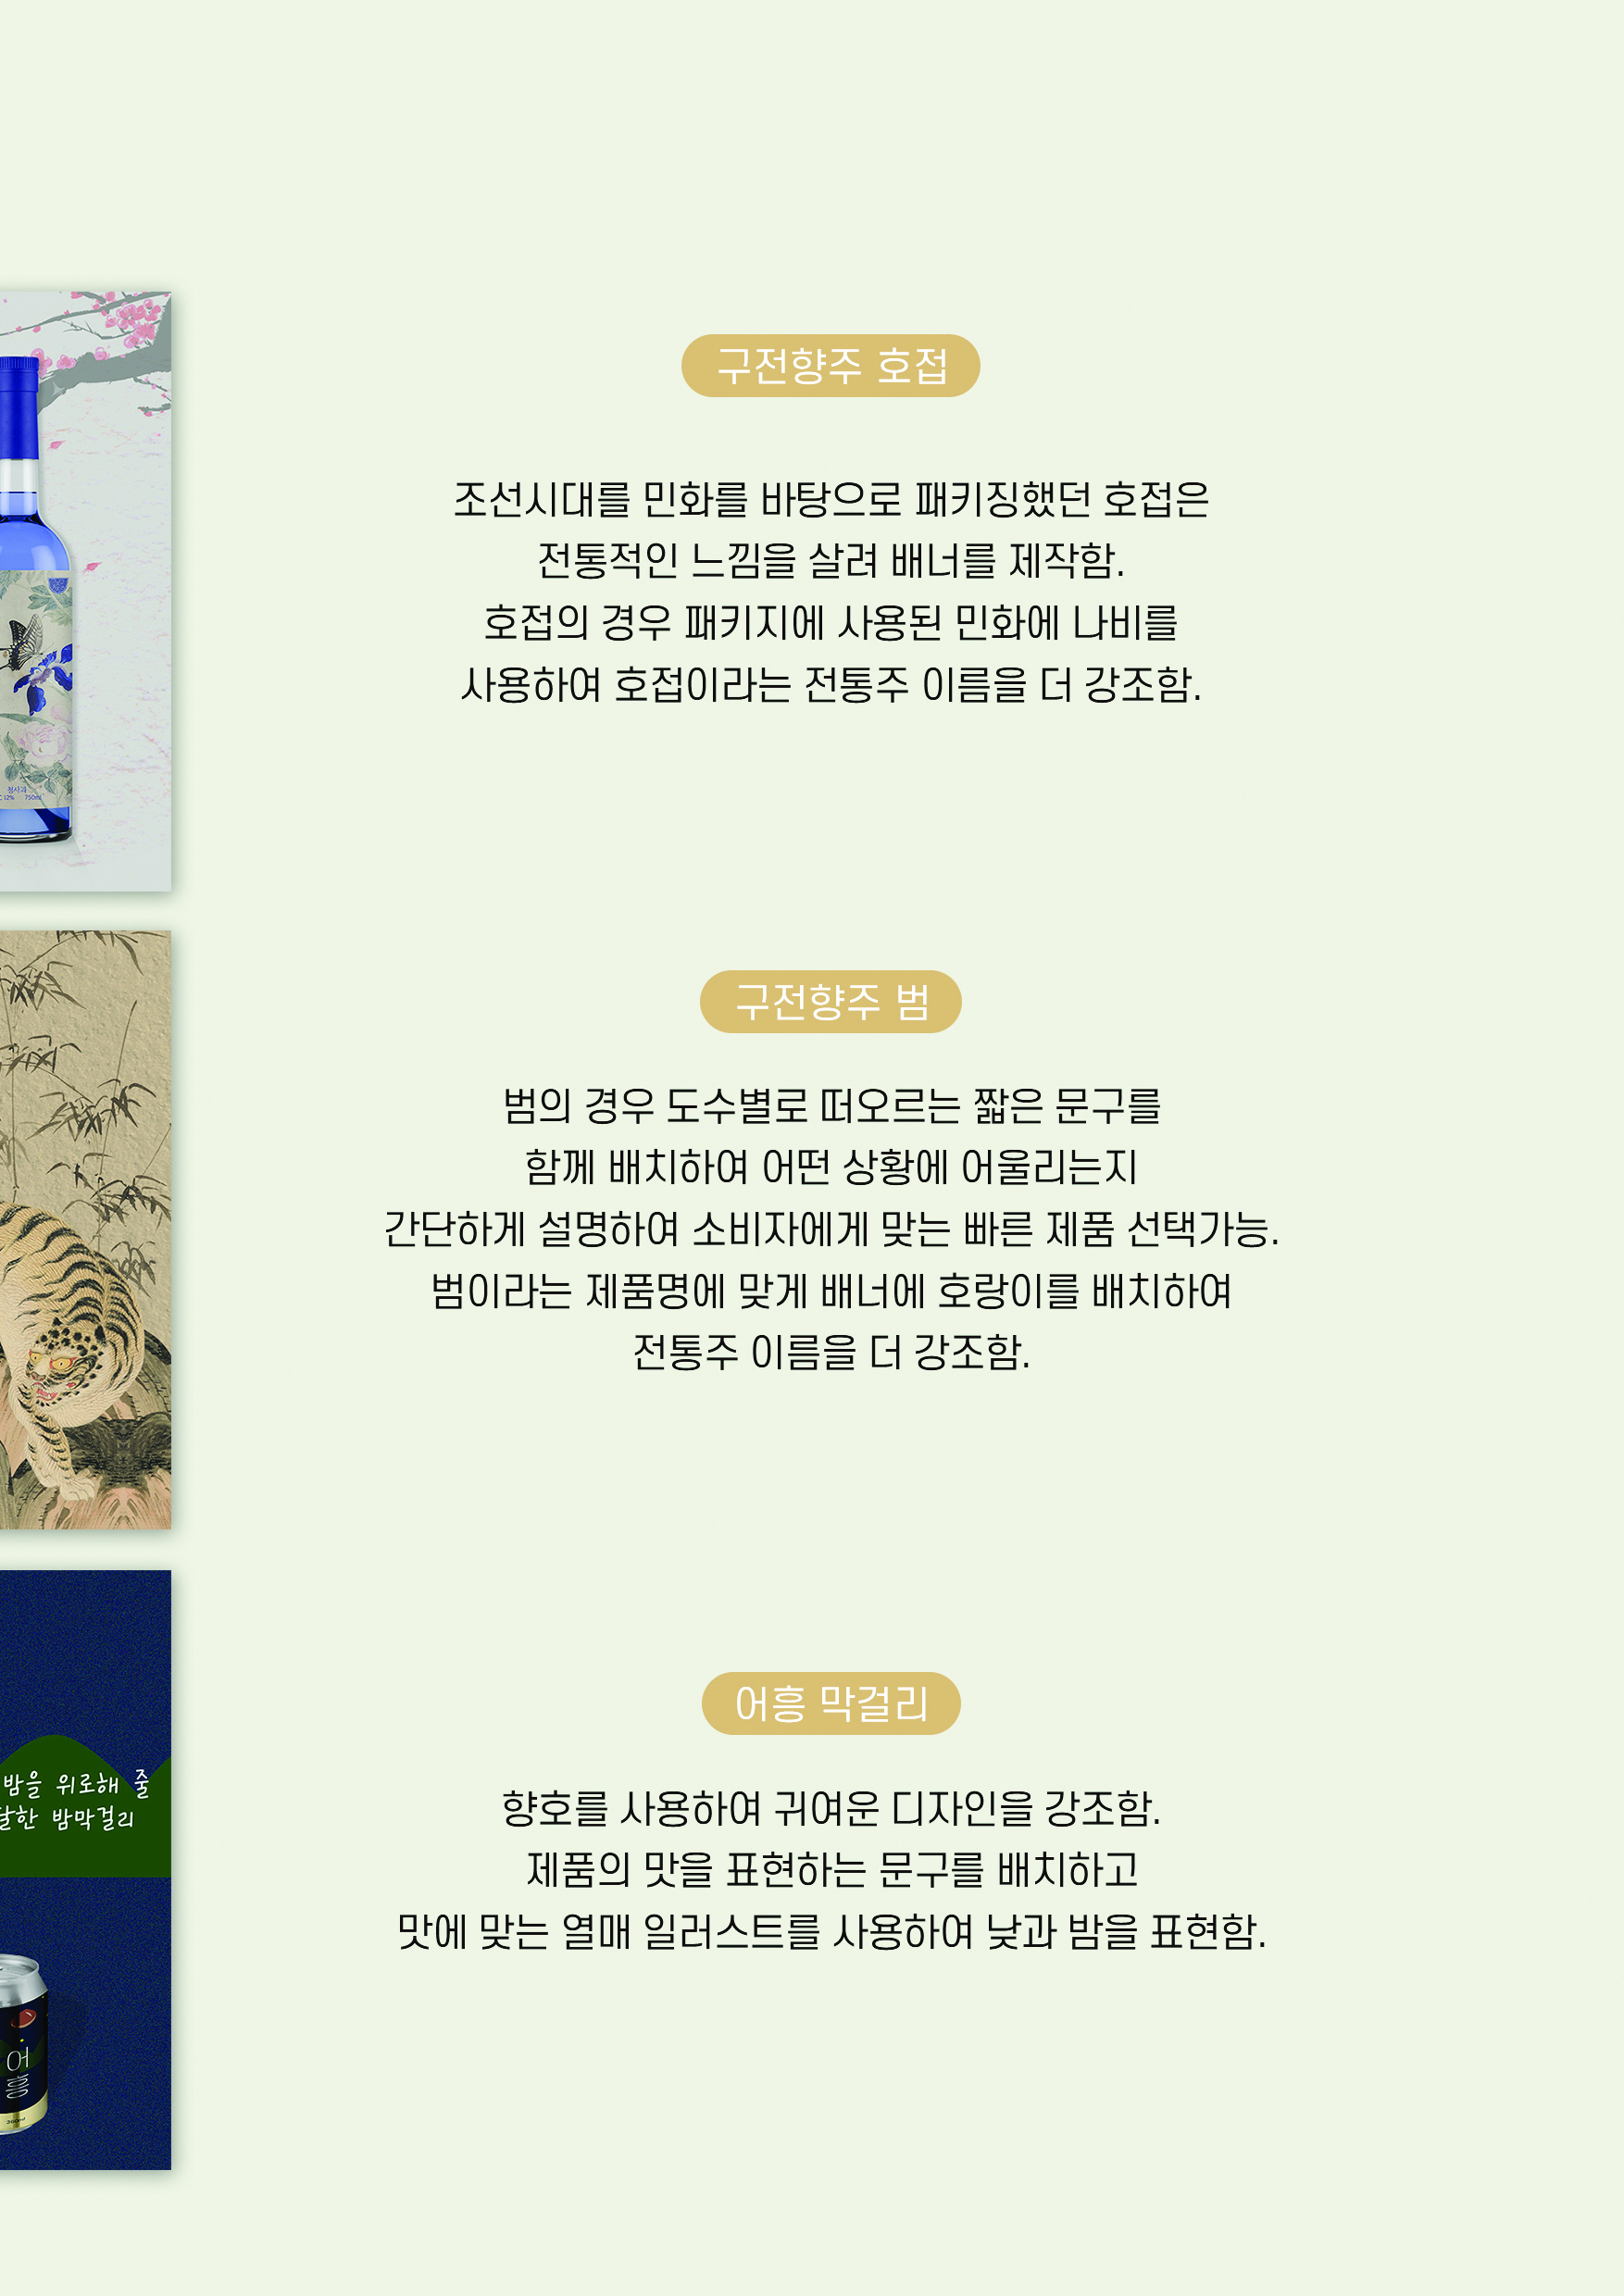 구전향주 호접
조선시대를 민화를 바탕으로 패키징했던 호접은
전통적인 느낌을 살려 배너를 제작함.
호접의 경우 패키지에 사용된 민화에 나비를
사용하여 호접이라는 전통주 이름을 더 강조함.
청사과
12% 750ml
구전향주 범
범의 경우 도수별로 떠오르는 짧은 문구를
함께 배치하여 어떤 상황에 어울리는지
간단하게 설명하여 소비자에게 맞는 빠른 제품 선택가능.
범이라는 제품명에 맞게 배너에 호랑이를 배치하여
전통주 이름을 더 강조함.
어흥 막걸리
밤을 위로해 줄
달한 밤막걸리
향호를 사용하여 귀여운 디자인을 강조함.
제품의 맛을 표현하는 문구를 배치하고
맛에 맞는 열매 일러스트를 사용하여 낮과 밤을 표현함.
어흥